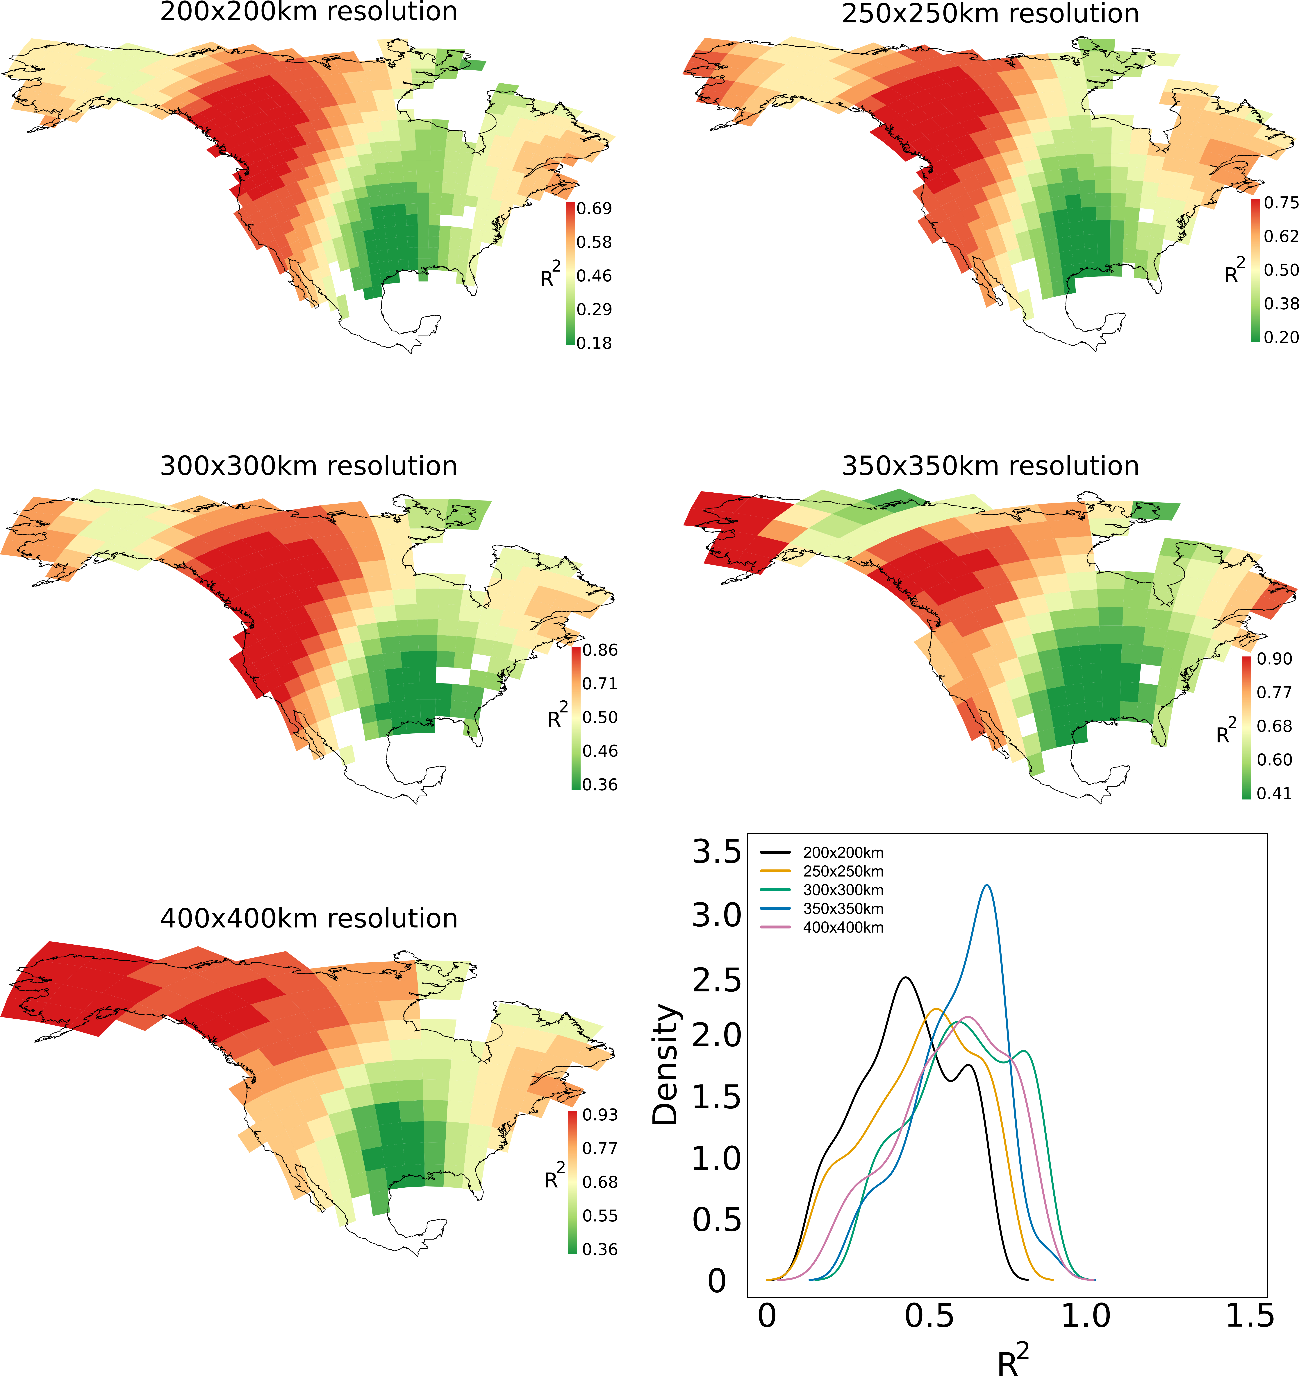 200x200km resolution
0.69
0.58
0.46
0.29
0.18
R2
250x250km resolution
0.75
0.62
0.50
0.38
0.20
R2
300x300km resolution
0.86
0.71
0.50
0.46
0.36
R2
350x350km resolution
0.90
0.77
0.68
0.60
0.41
R2
400x400km resolution
0.93
0.77
0.68
0.55
0.36
R2
200x200km
250x250km
300x300km
350x350km
400x400km
Density
3.5
3.0
2.5
2.0
1.5
1.0
0.5
0
0 0.5 1.0 1.5
R2